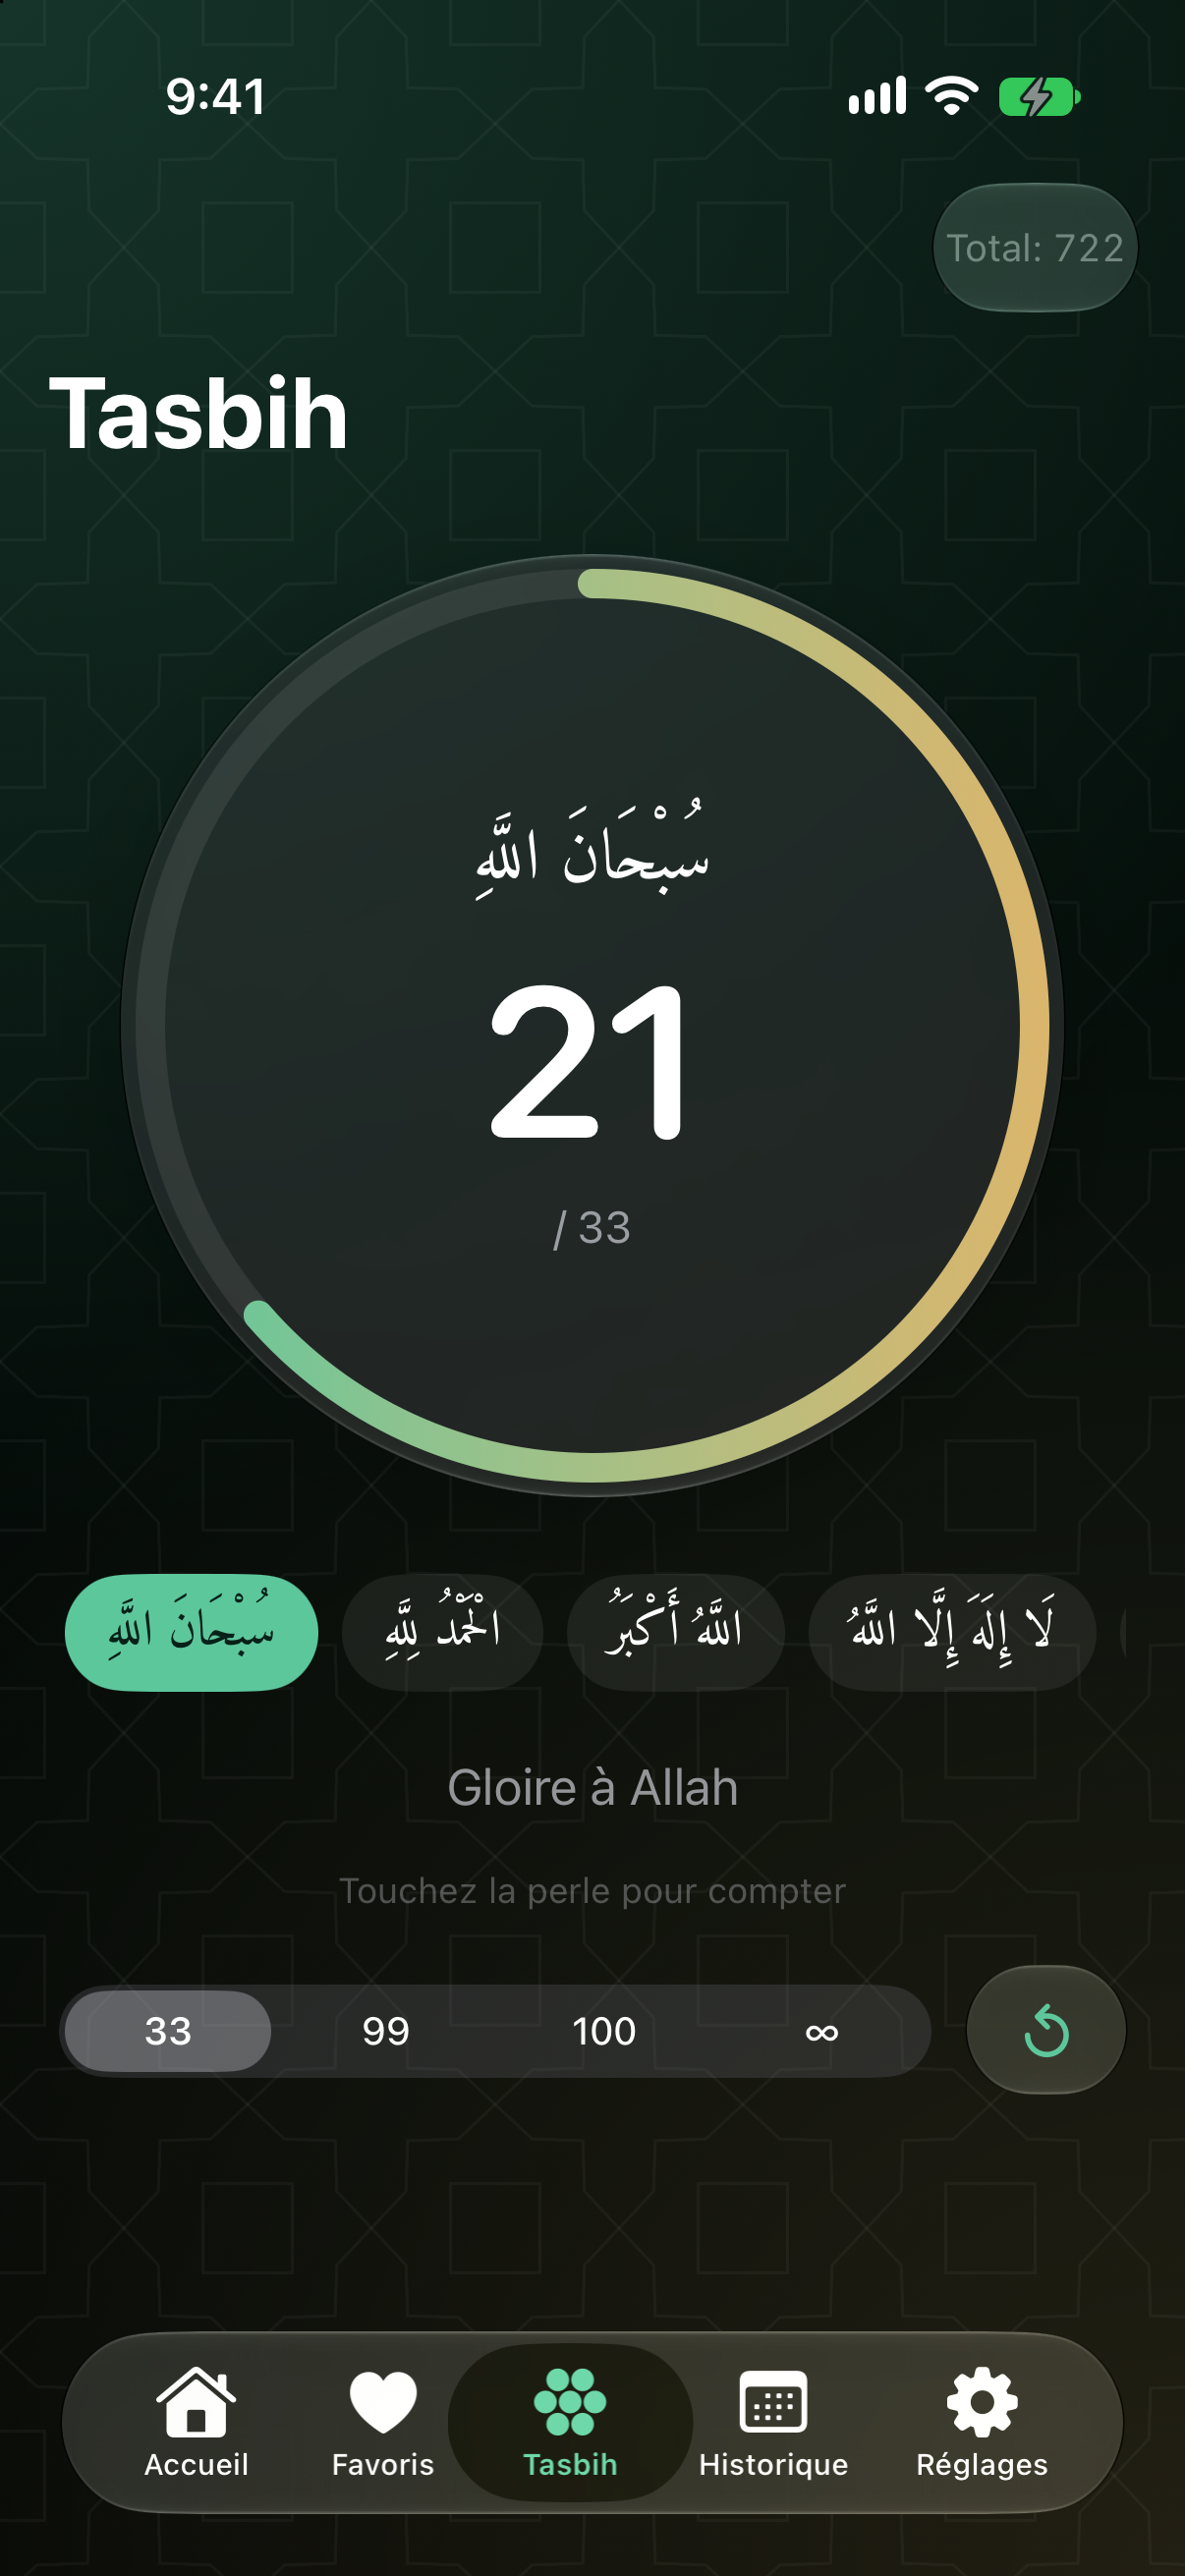 9:41
Total: 722
Tasbih
سُبْحَانَ اللَّهِ
21
/ 33
سُبْحَانَ اللَّهِ
الْحَمْدُ لِلَّهِ
اللَّهُ أَكْبَرُ
لَا إِلَهَ إِلَّا اللَّهُ
Gloire à Allah
Touchez la perle pour compter
33 99 100 ∞
Accueil Favoris Tasbih Historique Réglages